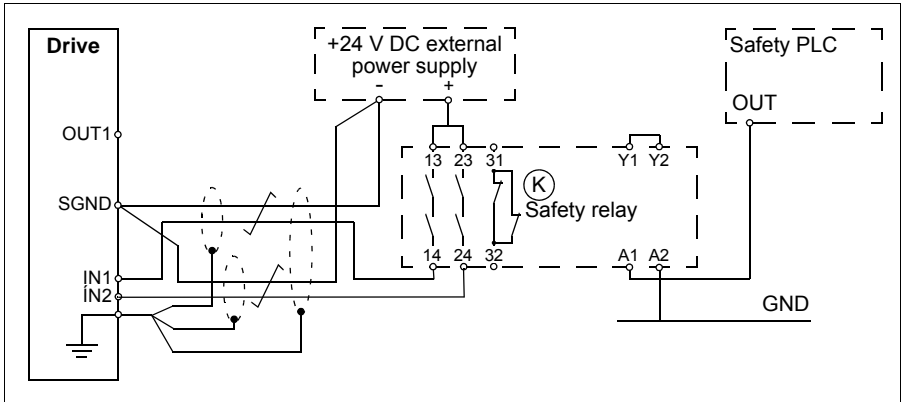 Drive
+24 V DC external
power supply
- +
Safety PLC
OUT
OUT1
13 23 31
Y1 Y2
K
Safety relay
SGND
14 24 32
A1 A2
IN1
IN2
GND